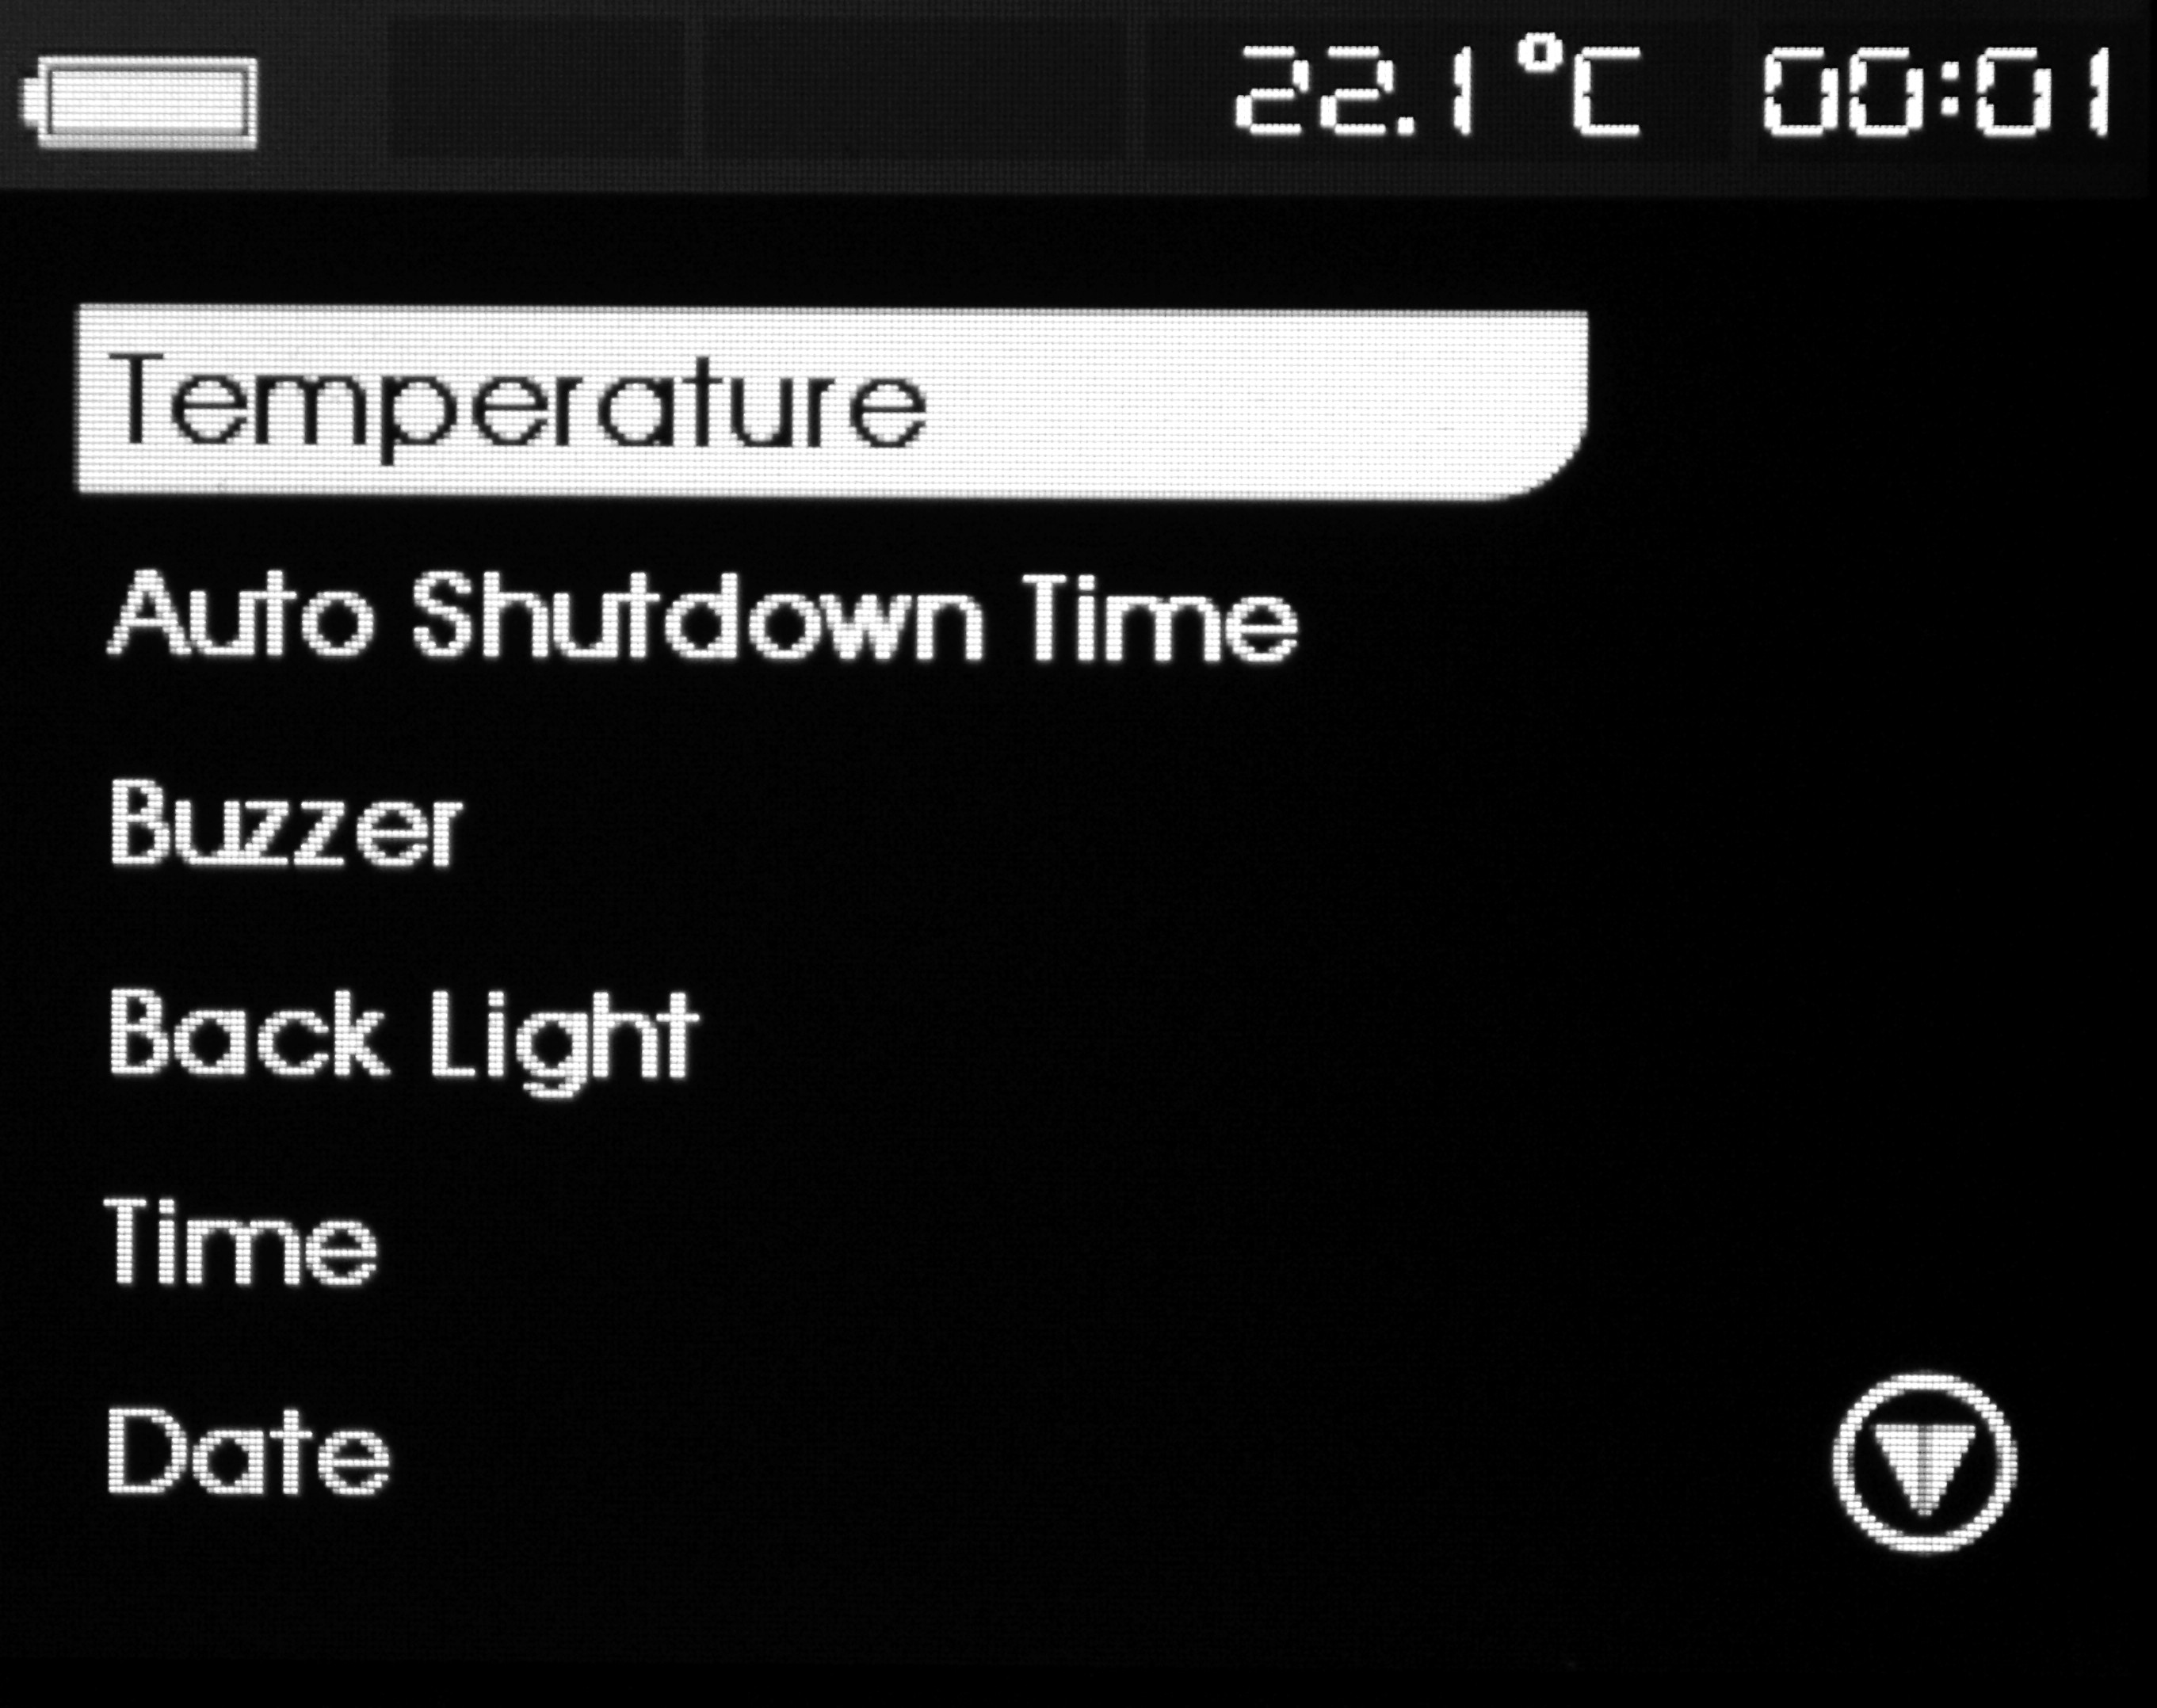 22.1 °C 00:01
Temperature
Auto Shutdown Time
Buzzer
Back Light
Time
Date